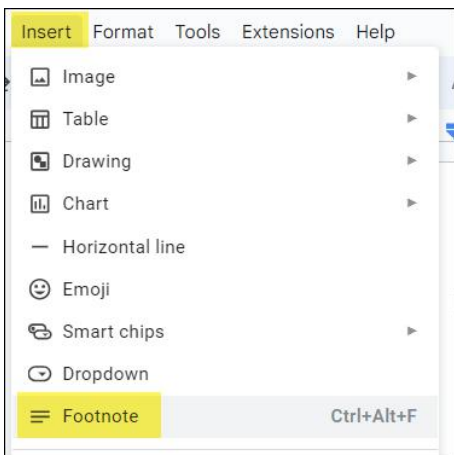 Insert Format Tools Extensions Help
Image
Table
Drawing
Chart
Horizontal line
Emoji
Smart chips
Dropdown
Footnote Ctrl+Alt+F